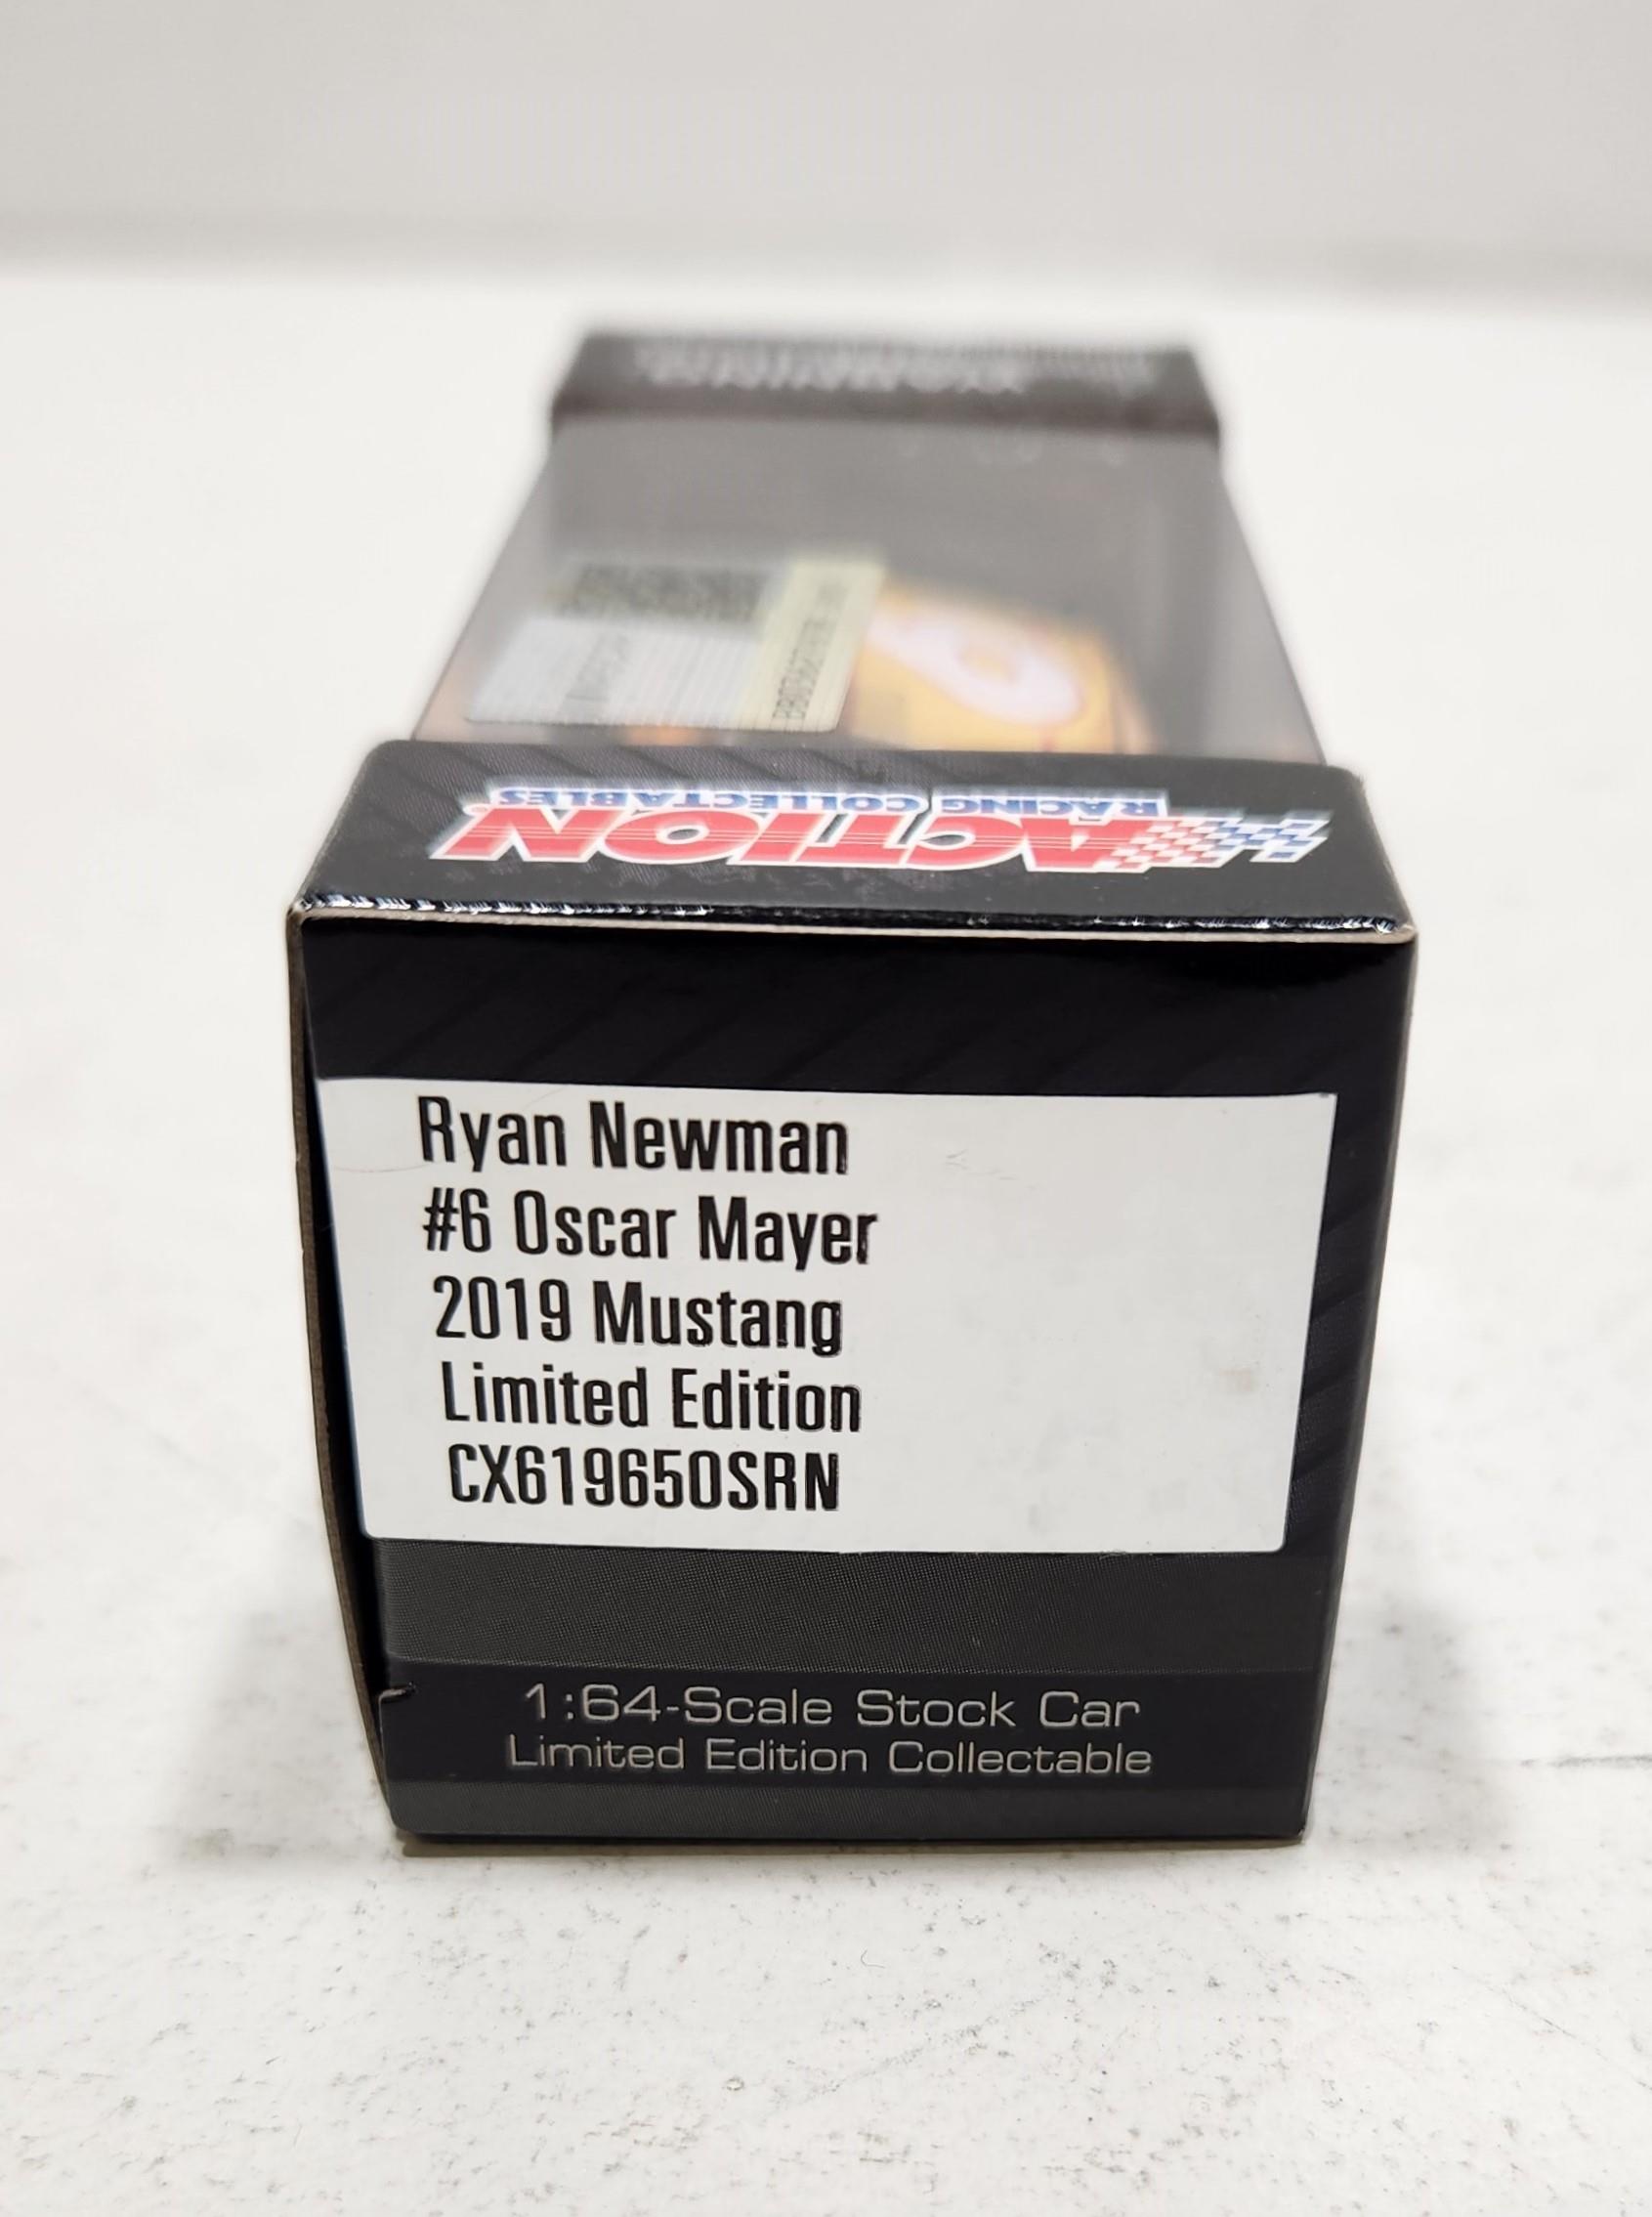 ACTION
RACING COLLECTABLES
Ryan Newman
#6 Oscar Mayer
2019 Mustang
Limited Edition
CX61965OSRN
1:64-Scale Stock Car
Limited Edition Collectable